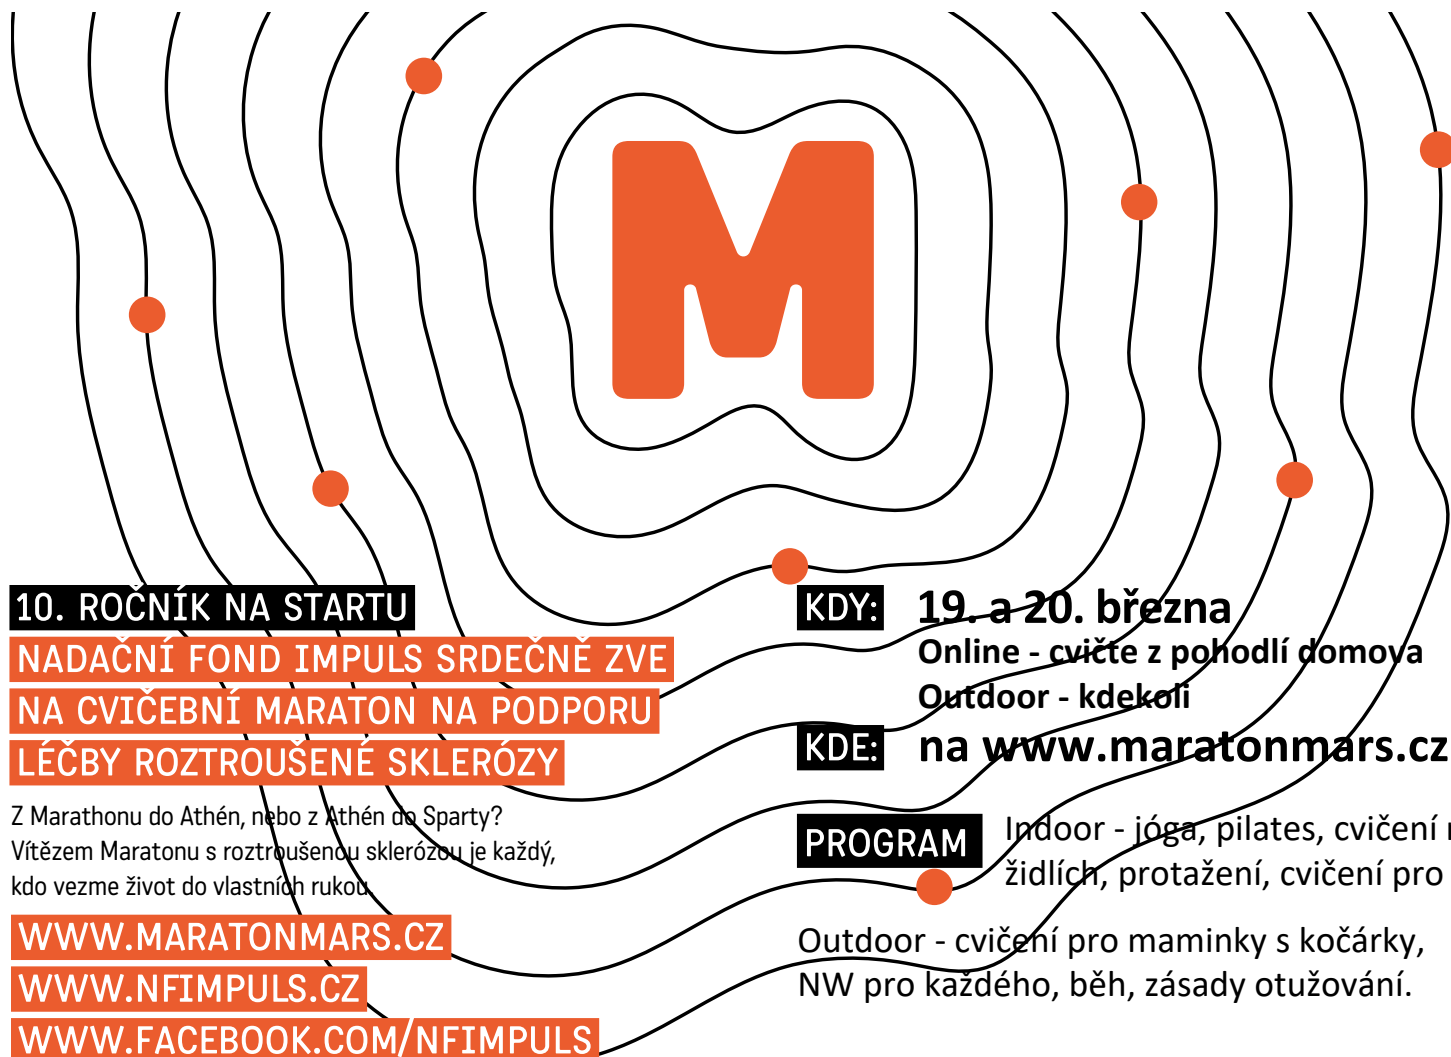 M
10. ROČNÍK NA STARTU
NADAČNÍ FOND IMPULS SRDEČNĚ ZVE
NA CVIČEBNÍ MARATON NA PODPORU
LÉČBY ROZTROUŠENÉ SKLERÓZY
Z Marathonu do Athén, nebo z Athén do Sparty?
Vítězem Maratonu s roztroušenou sklerózou je každý,
kdo vezme život do vlastních rukou.
WWW.MARATONMARS.CZ
WWW.NFIMPULS.CZ
WWW.FACEBOOK.COM/NFIMPULS
KDY: 19. a 20. března
Online - cvičte z pohodlí domova
Outdoor - kdekoli
KDE: na www.maratonmars.cz
PROGRAM Indoor - jóga, pilates, cvičení
židlích, protažení, cvičení pro
Outdoor - cvičení pro maminky s kočárky,
NW pro každého, běh, zásady otužování.